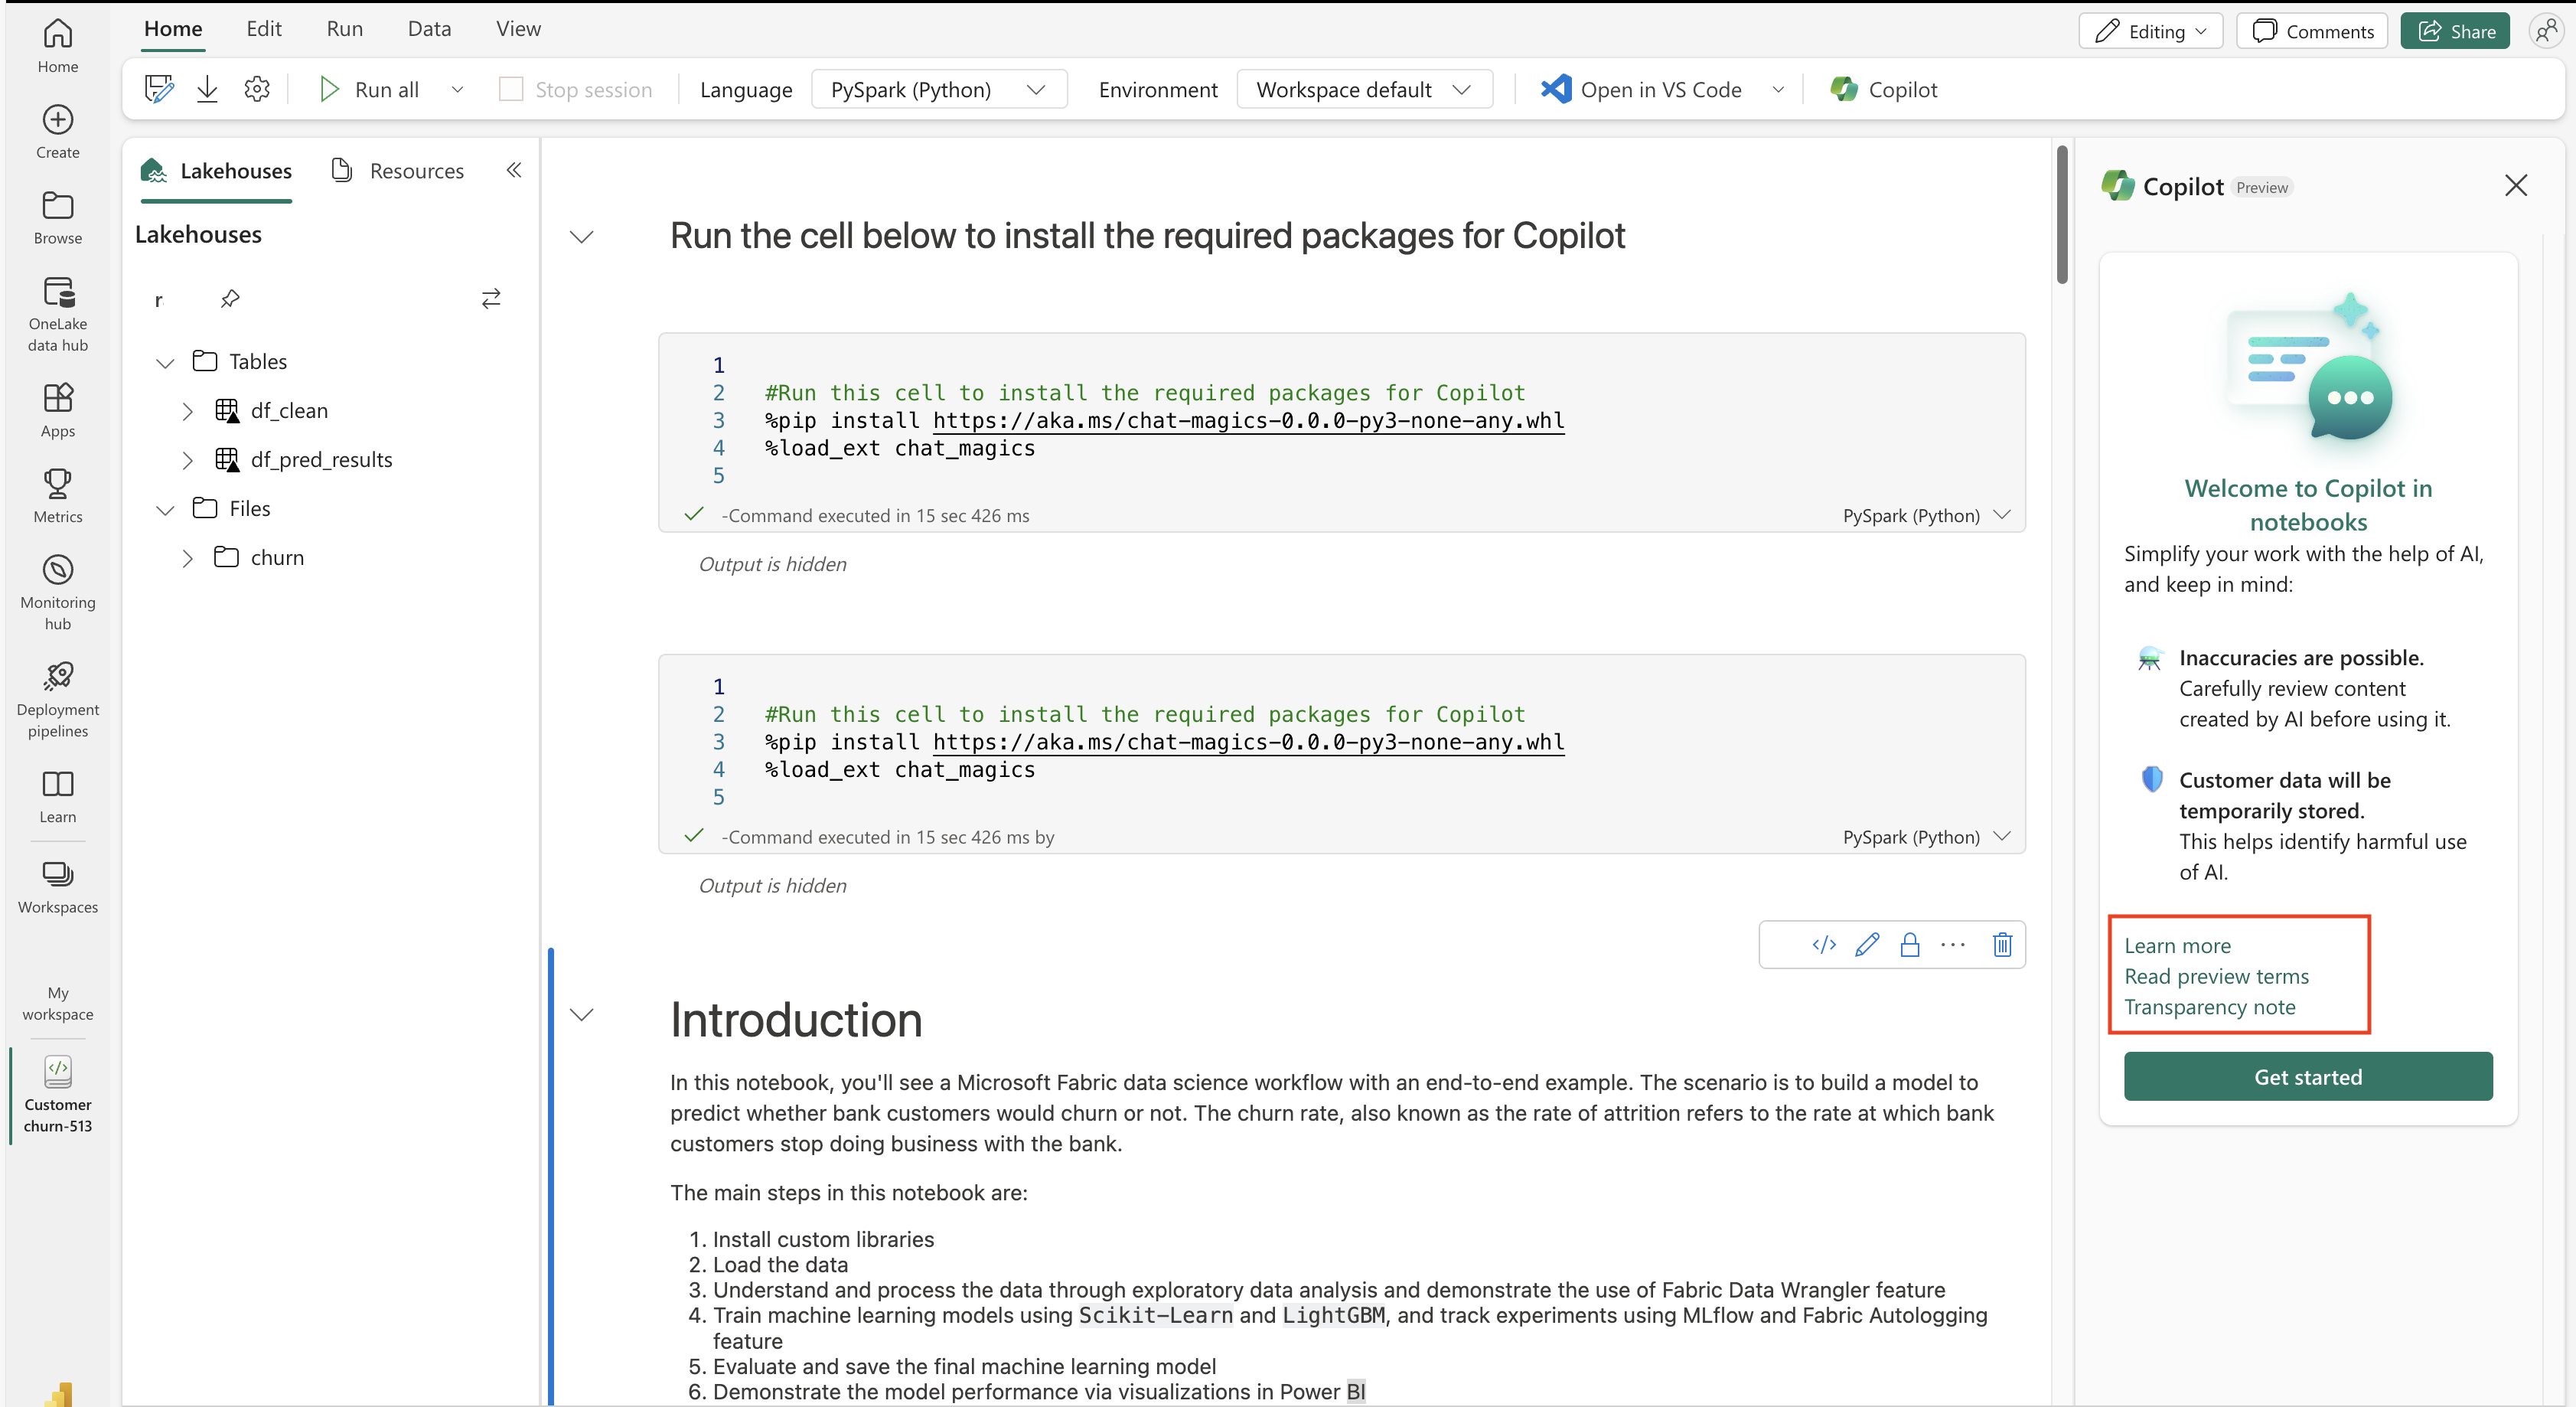 Home
Edit
Run
Data
View
Editing
Comments
Share
Run all
Stop session
Language
PySpark (Python)
Environment
Workspace default
Open in VS Code
Copilot
Home
Create
Browse
OneLake
data hub
Apps
Metrics
Monitoring
hub
Deployment
pipelines
Learn
Workspaces
My
workspace
Customer
churn-513
Lakehouses
Resources
Lakehouses
r
Tables
df_clean
df_pred_results
Files
churn
Run the cell below to install the required packages for Copilot
1
2 #Run this cell to install the required packages for Copilot
3 %pip install https://aka.ms/chat-magics-0.0.0-py3-none-any.whl
4 %load_ext chat_magics
5
-Command executed in 15 sec 426 ms
PySpark (Python)
Output is hidden
1
2 #Run this cell to install the required packages for Copilot
3 %pip install https://aka.ms/chat-magics-0.0.0-py3-none-any.whl
4 %load_ext chat_magics
5
-Command executed in 15 sec 426 ms by
PySpark (Python)
Output is hidden
Introduction
In this notebook, you'll see a Microsoft Fabric data science workflow with an end-to-end example. The scenario is to build a model to
predict whether bank customers would churn or not. The churn rate, also known as the rate of attrition refers to the rate at which bank
customers stop doing business with the bank.
The main steps in this notebook are:
1. Install custom libraries
2. Load the data
3. Understand and process the data through exploratory data analysis and demonstrate the use of Fabric Data Wrangler feature
4. Train machine learning models using Scikit-Learn and LightGBM, and track experiments using MLflow and Fabric Autologging
feature
5. Evaluate and save the final machine learning model
6. Demonstrate the model performance via visualizations in Power BI
Copilot Preview
Welcome to Copilot in
notebooks
Simplify your work with the help of AI,
and keep in mind:
Inaccuracies are possible.
Carefully review content
created by AI before using it.
Customer data will be
temporarily stored.
This helps identify harmful use
of AI.
Learn more
Read preview terms
Transparency note
Get started